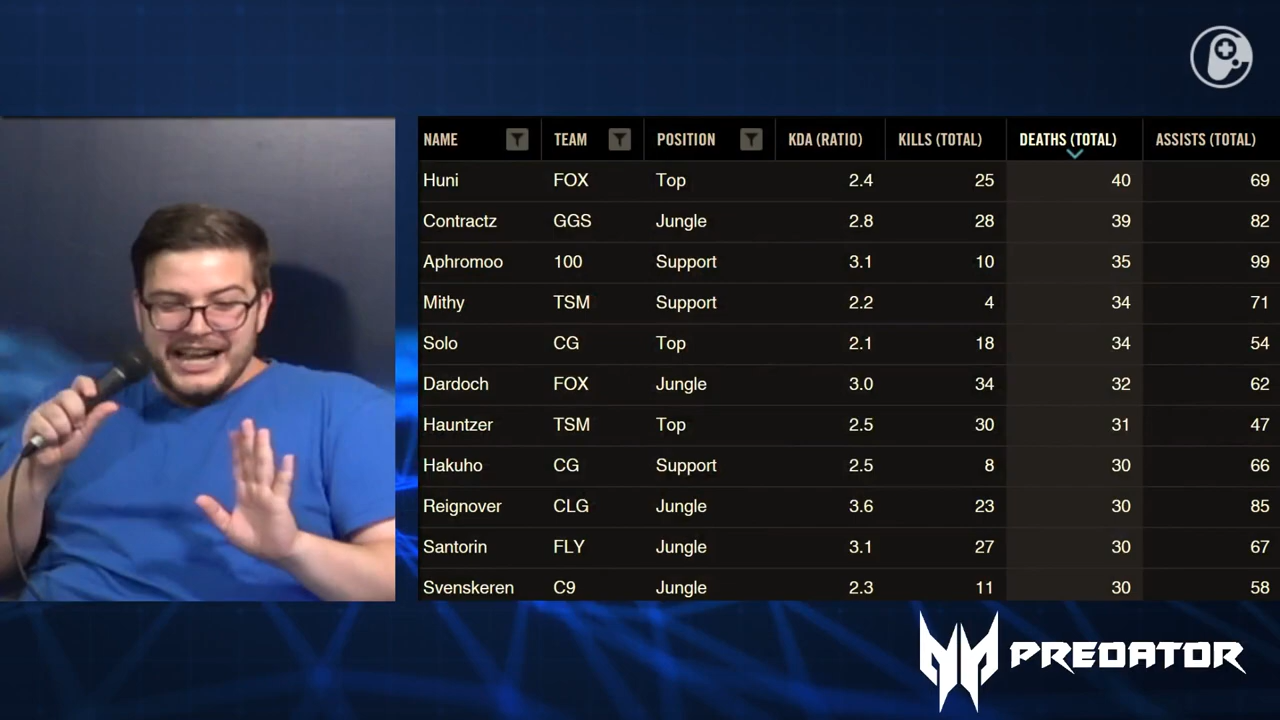 NAME TEAM POSITION KDA (RATIO) KILLS (TOTAL) DEATHS (TOTAL) ASSISTS (TOTAL)
Huni FOX Top 2.4 25 40 69
Contractz GGS Jungle 2.8 28 39 82
Aphromoo 100 Support 3.1 10 35 99
Mithy TSM Support 2.2 4 34 71
Solo CG Top 2.1 18 34 54
Dardoch FOX Jungle 3.0 34 32 62
Hauntzer TSM Top 2.5 30 31 47
Hakuho CG Support 2.5 8 30 66
Reignover CLG Jungle 3.6 23 30 85
Santorin FLY Jungle 3.1 27 30 67
Svenskeren C9 Jungle 2.3 11 30 58
PREDATOR